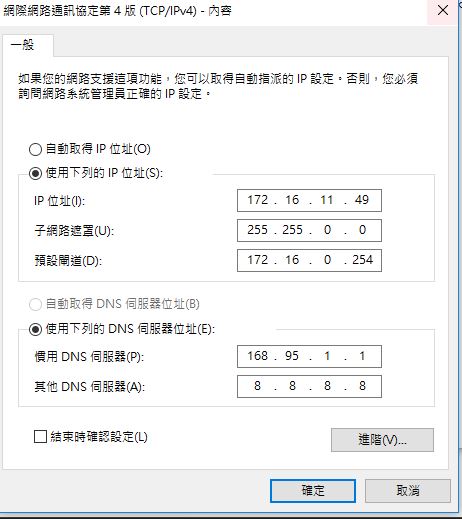 網際網路通訊協定第 4 版 (TCP/IPv4) - 內容
一般
如果您的網路支援這項功能，您可以取得自動指派的 IP 設定。否則，您必須
詢問網路系統管理員正確的 IP 設定。
自動取得 IP 位址(O)
使用下列的 IP 位址(S):
IP 位址(I):
172 . 16 . 11 . 49
子網路遮罩(U):
255 . 255 . 0 . 0
預設閘道(D):
172 . 16 . 0 . 254
自動取得 DNS 伺服器位址(B)
使用下列的 DNS 伺服器位址(E):
慣用 DNS 伺服器(P):
168 . 95 . 1 . 1
其他 DNS 伺服器(A):
8 . 8 . 8 . 8
結束時確認設定(L)
進階(V)...
確定
取消